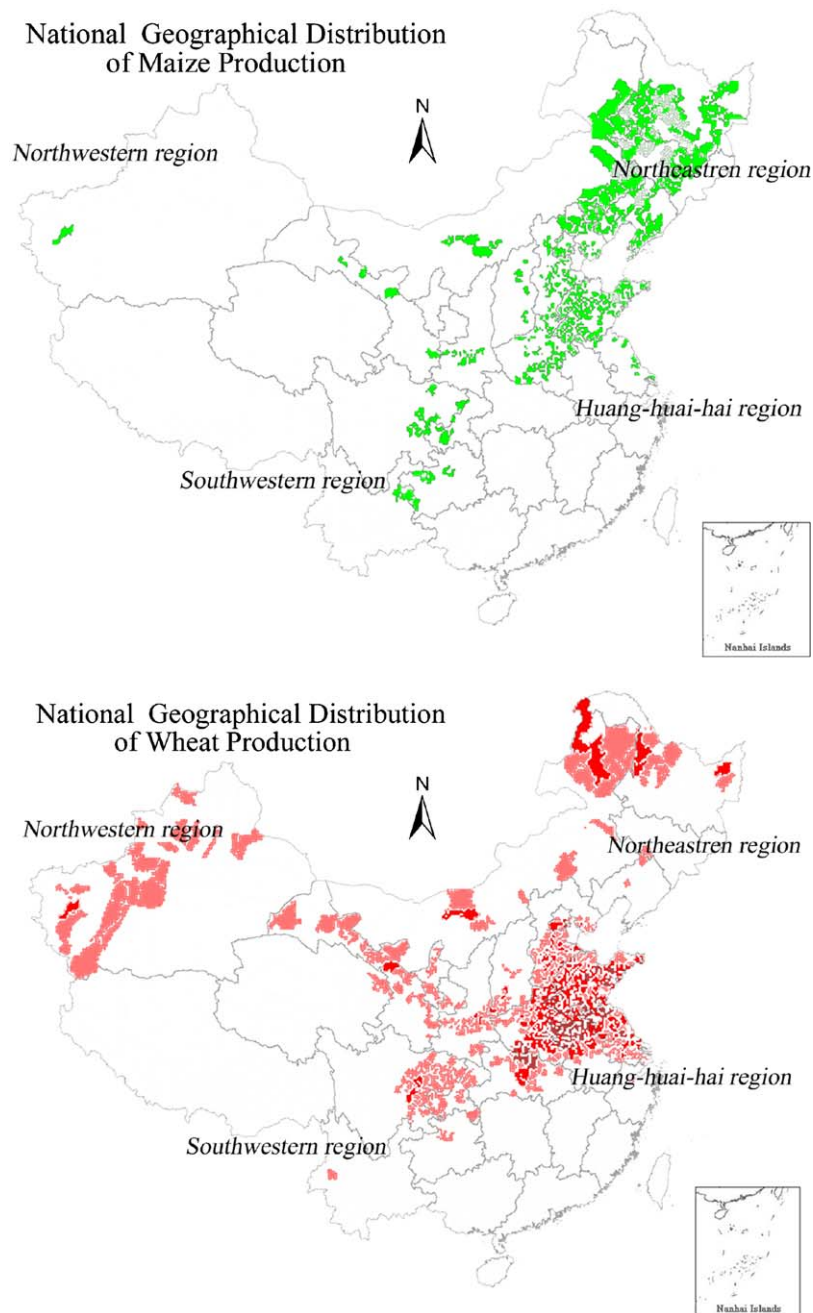 National Geographical Distribution
of Maize Production
N
Northwestern region
Northeastren region
Huang-huai-hai region
Southwestern region
Nanhai Islands
National Geographical Distribution
of Wheat Production
N
Northwestern region
Northeastren region
Huang-huai-hai region
Southwestern region
Nanhai Islands